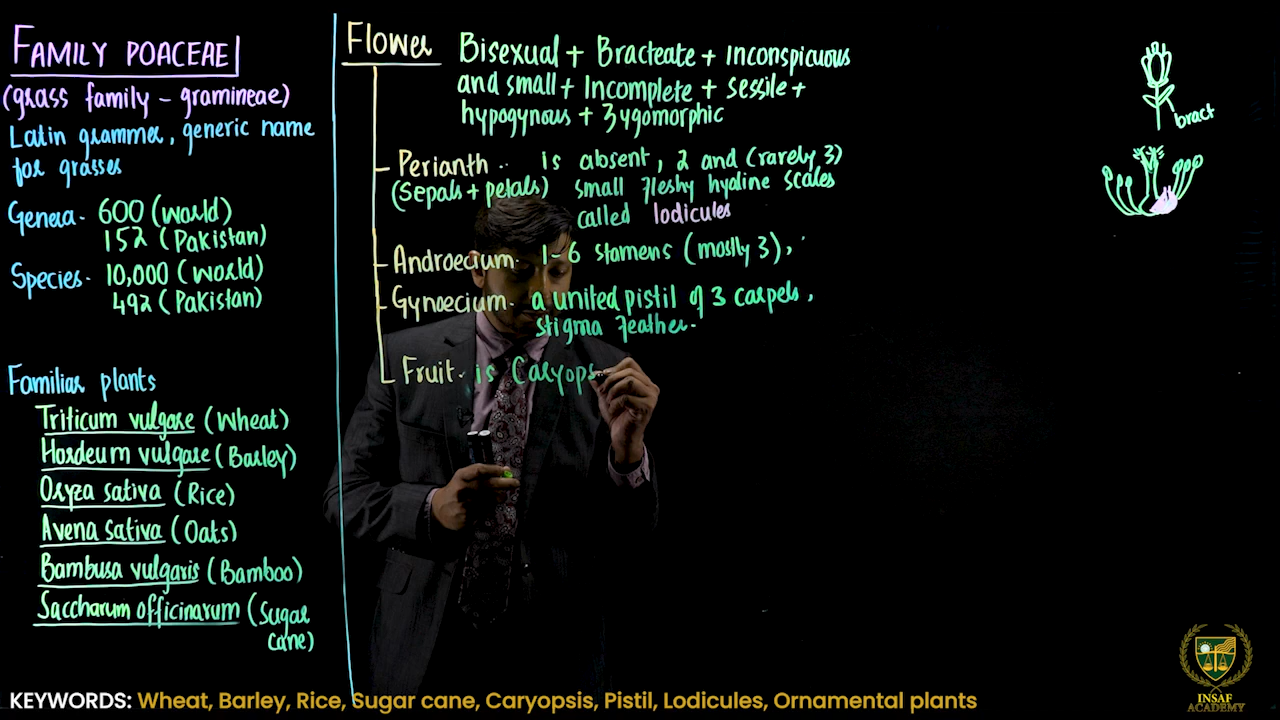 FAMILY POACEAE
(grass family - gramineae)
Latin grammer, generic name
for grasses
Genera - 600 (world)
152 (Pakistan)
Species - 10,000 (world)
492 (Pakistan)
Familiar plants
Triticum vulgare (Wheat)
Hordeum vulgare (Barley)
Oryza sativa (Rice)
Avena sativa (Oats)
Bambusa vulgaris (Bamboo)
Saccharum officinarum (Sugar
cane)
Flower Bisexual + Bracteate + inconspicuous
and small + Incomplete + sessile +
hypogynous + Zygomorphic
Perianth - is absent, 2 and (rarely 3)
(Sepals + petals) small fleshy hyaline scales
called lodicules
Androecium - 1-6 stamens (mostly 3),
Gynoecium - a united pistil of 3 carpels,
stigma feather.
Fruit - is Caryops
bract
KEYWORDS: Wheat, Barley, Rice, Sugar cane, Caryopsis, Pistil, Lodicules, Ornamental plants
INSAF
ACADEMY